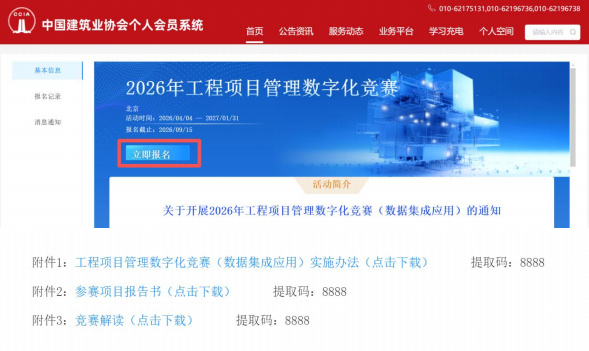 010-62175131,010-62196736,010-62196738
CCIA
中国建筑业协会个人会员系统
首页 公告资讯 服务动态 业务平台 学习充电 个人空间 请输入内容
基本信息
报名记录
消息通知
2026年工程项目管理数字化竞赛
北京
活动时间：2026/04/04 — 2027/01/31
报名截止：2026/09/15
立即报名
活动简介
关于开展2026年工程项目管理数字化竞赛（数据集成应用）的通知
附件1：工程项目管理数字化竞赛（数据集成应用）实施办法（点击下载） 提取码：8888
附件2：参赛项目报告书（点击下载） 提取码：8888
附件3：竞赛解读（点击下载） 提取码：8888